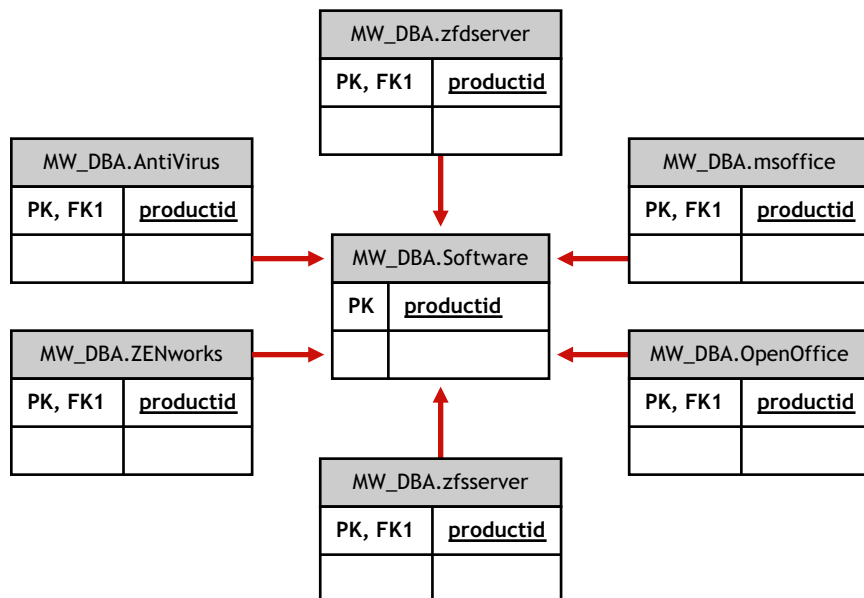 MW_DBA.zfdserver
PK, FK1 productid
MW_DBA.AntiVirus
PK, FK1 productid
MW_DBA.msoffice
PK, FK1 productid
MW_DBA.Software
PK productid
MW_DBA.ZENworks
PK, FK1 productid
MW_DBA.OpenOffice
PK, FK1 productid
MW_DBA.zfsserver
PK, FK1 productid